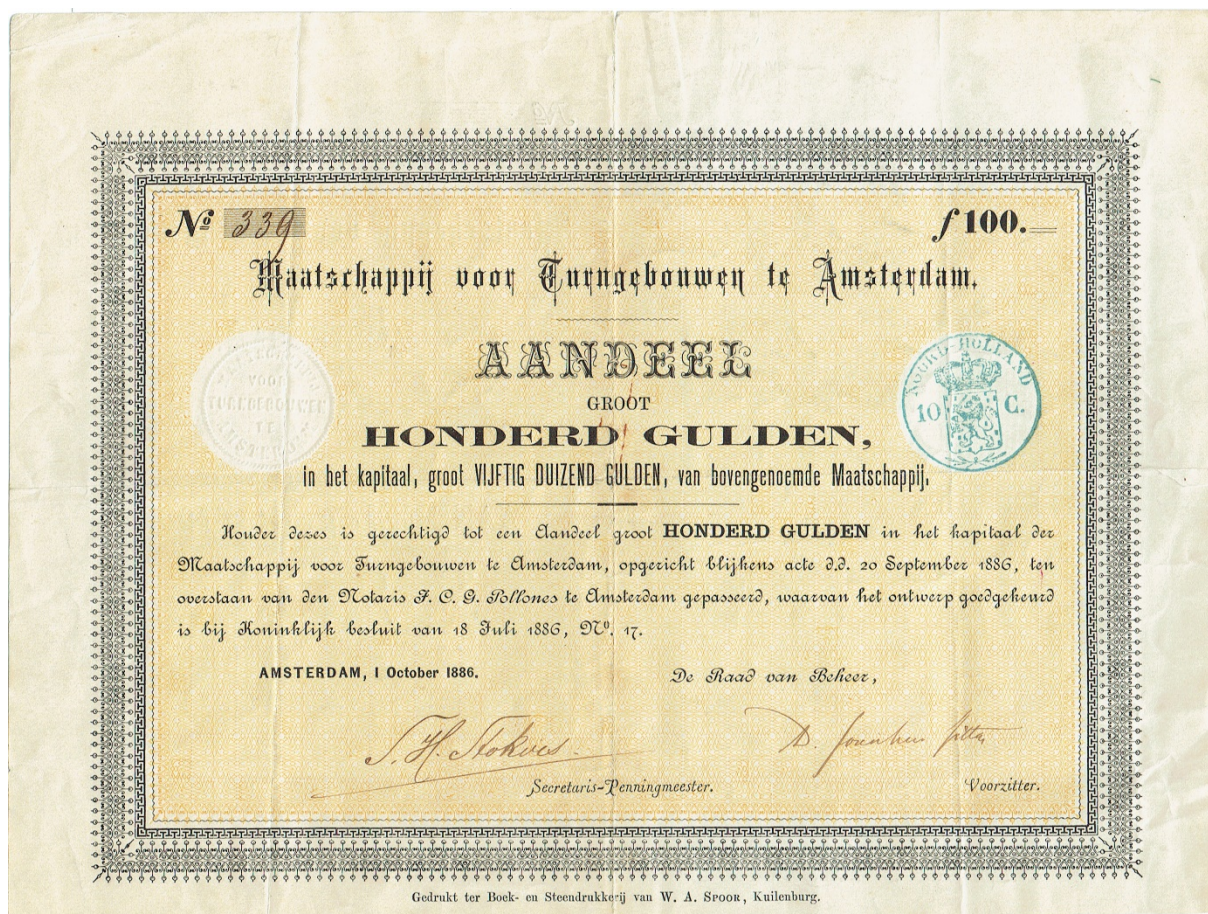 Nº 339
ƒ 100.
Maatschappij voor Turngebouwen te Amsterdam.
AANDEEL
GROOT
HONDERD GULDEN,
in het kapitaal, groot VIJFTIG DUIZEND GULDEN, van bovengenoemde Maatschappij.
NOORD-HOLLAND
10 C.
Houder dezes is gerechtigd tot een Aandeel groot HONDERD GULDEN in het kapitaal der
Maatschappij voor Turngebouwen te Amsterdam, opgericht blijkens acte d.d. 20 September 1886, ten
overstaan van den Notaris J. C. G. Pollones te Amsterdam gepasseerd, waarvan het ontwerp goedgekeurd
is bij Koninklijk besluit van 18 Juli 1886, Nº. 17.
AMSTERDAM, 1 October 1886.
De Raad van Beheer,
S. H. Stokvis
Secretaris-Penningmeester.
Voorzitter.
Gedrukt ter Boek- en Steendrukkerij van W. A. SPOOR, Kuilenburg.